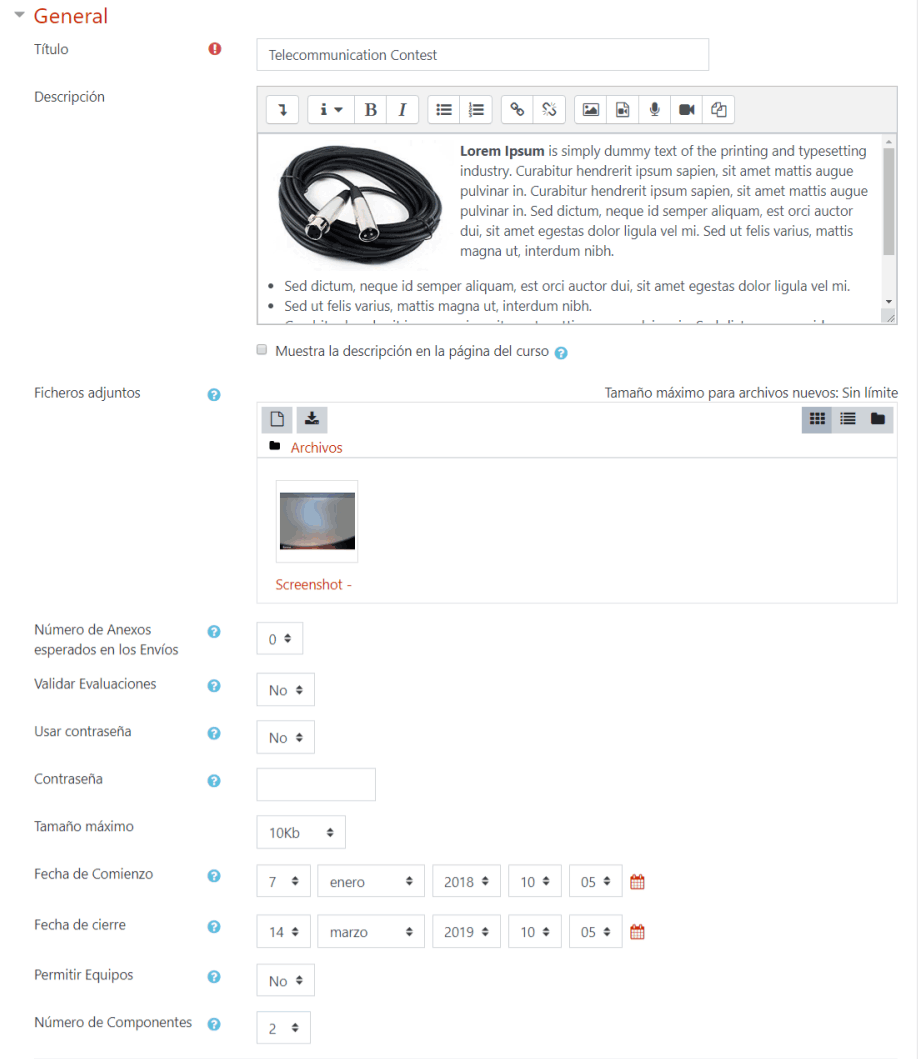 General
Título
Telecommunication Contest
Descripción
i B I
Lorem Ipsum is simply dummy text of the printing and typesetting
industry. Curabitur hendrerit ipsum sapien, sit amet mattis augue
pulvinar in. Curabitur hendrerit ipsum sapien, sit amet mattis augue
pulvinar in. Sed dictum, neque id semper aliquam, est orci auctor
dui, sit amet egestas dolor ligula vel mi. Sed ut felis varius, mattis
magna ut, interdum nibh.
Sed dictum, neque id semper aliquam, est orci auctor dui, sit amet egestas dolor ligula vel mi.
Sed ut felis varius, mattis magna ut, interdum nibh.
Muestra la descripción en la página del curso
Ficheros adjuntos
Tamaño máximo para archivos nuevos: Sin límite
Archivos
Screenshot -
Número de Anexos
esperados en los Envíos
0
Validar Evaluaciones
No
Usar contraseña
No
Contraseña
Tamaño máximo
10Kb
Fecha de Comienzo
7 enero 2018 10 05
Fecha de cierre
14 marzo 2019 10 05
Permitir Equipos
No
Número de Componentes
2